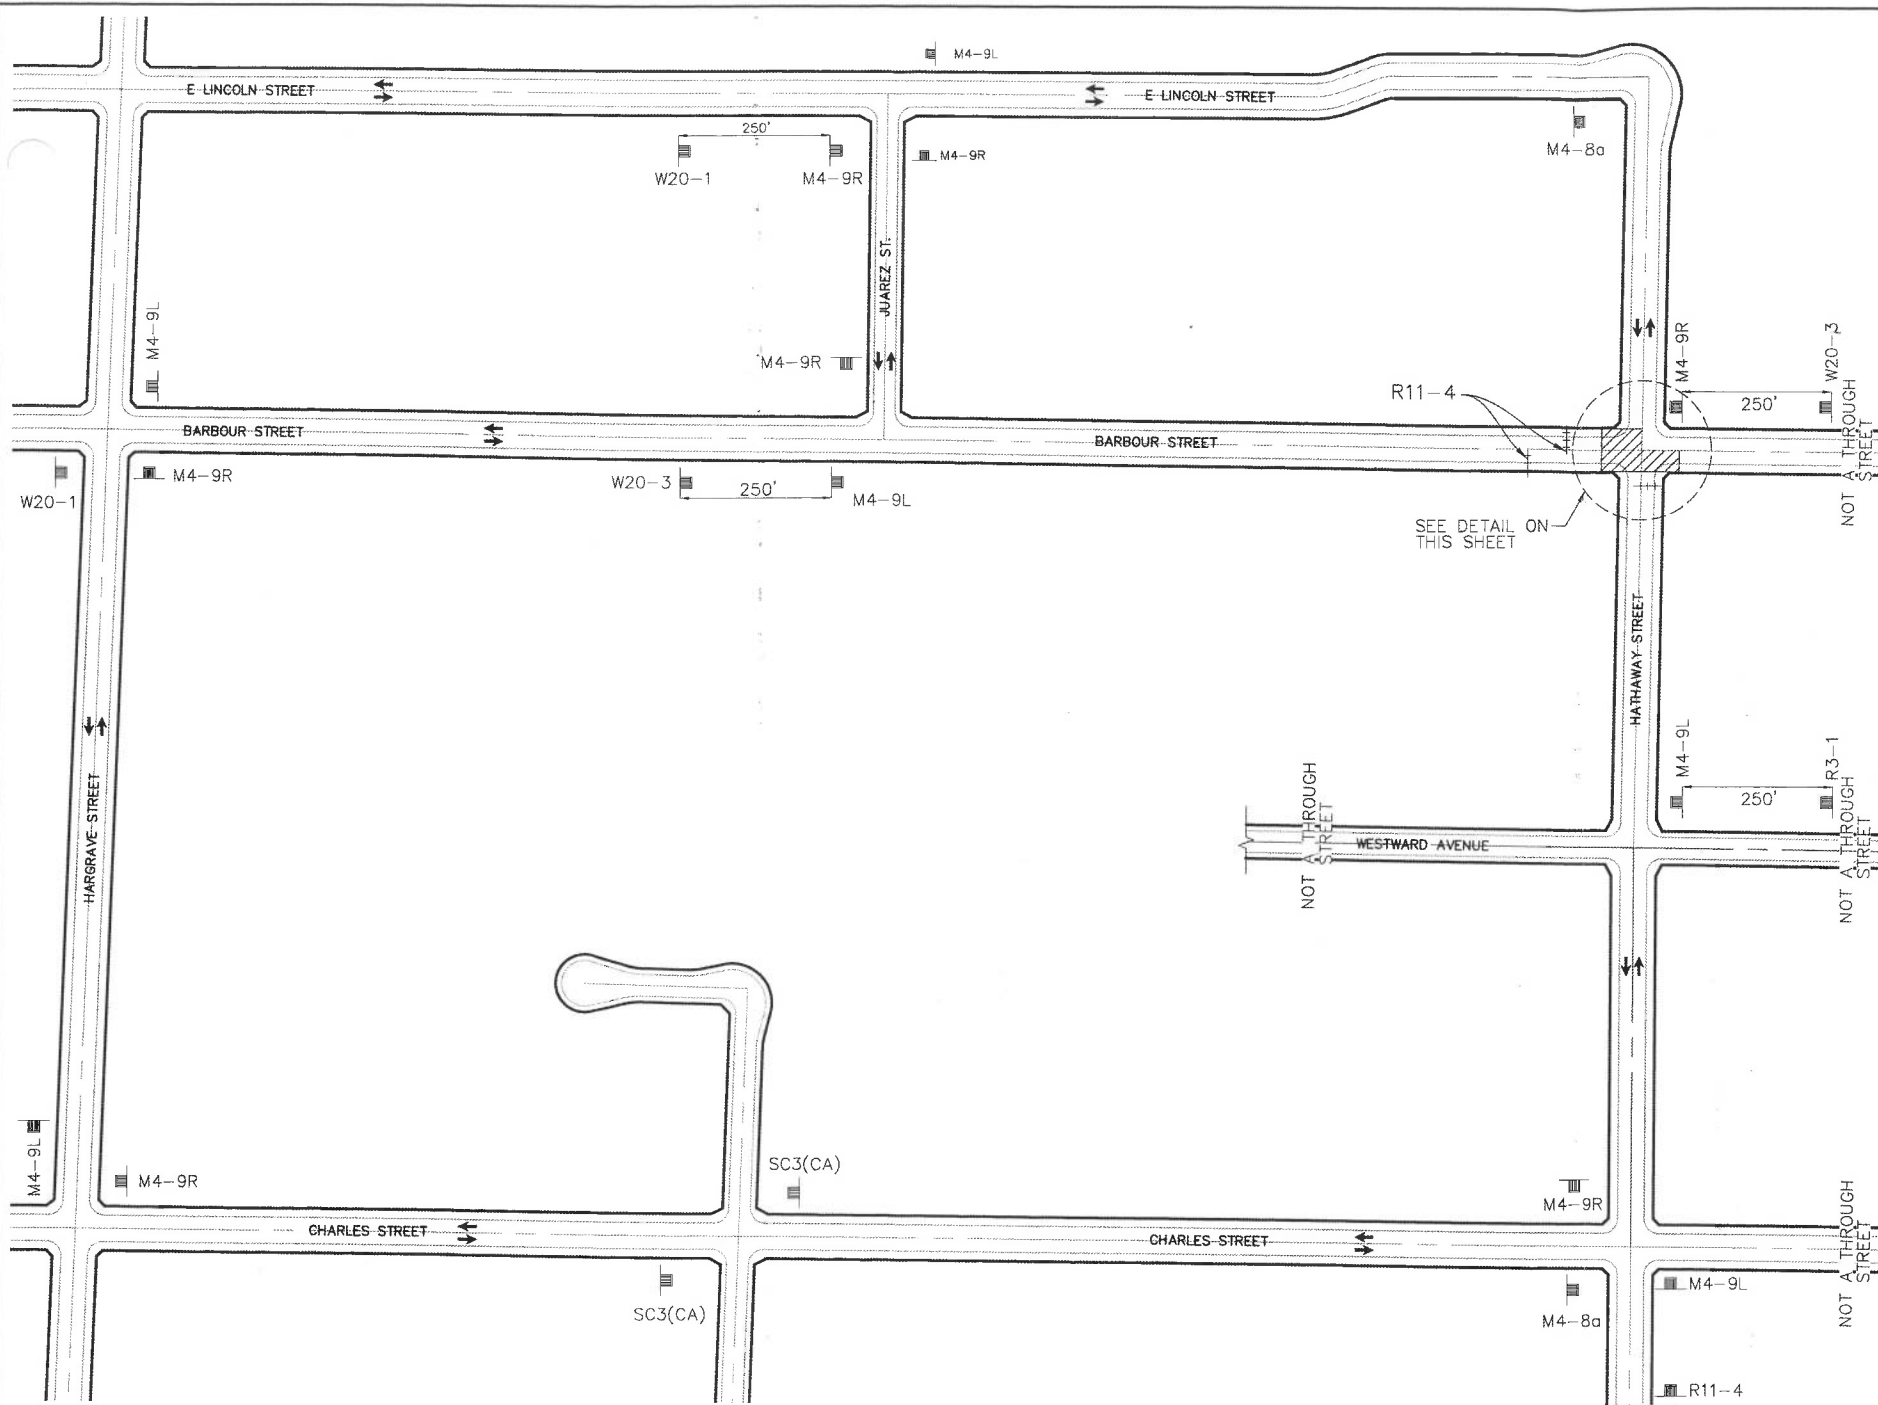 M4-9L
E LINCOLN STREET
E LINCOLN STREET
250'
W20-1
M4-9R
M4-9R
M4-8a
JUAREZ ST.
M4-9L
M4-9R
R11-4
M4-9R
W20-3
250'
NOT A THROUGH
STREET
BARBOUR STREET
BARBOUR STREET
W20-1
M4-9R
W20-3
250'
M4-9L
SEE DETAIL ON
THIS SHEET
HATHAWAY STREET
HARGRAVE STREET
M4-9L
R3-1
250'
NOT A THROUGH
STREET
WESTWARD AVENUE
NOT A THROUGH
STREET
M4-9L
M4-9R
SC3(CA)
M4-9R
NOT A THROUGH
STREET
CHARLES STREET
CHARLES STREET
SC3(CA)
M4-8a
M4-9L
R11-4